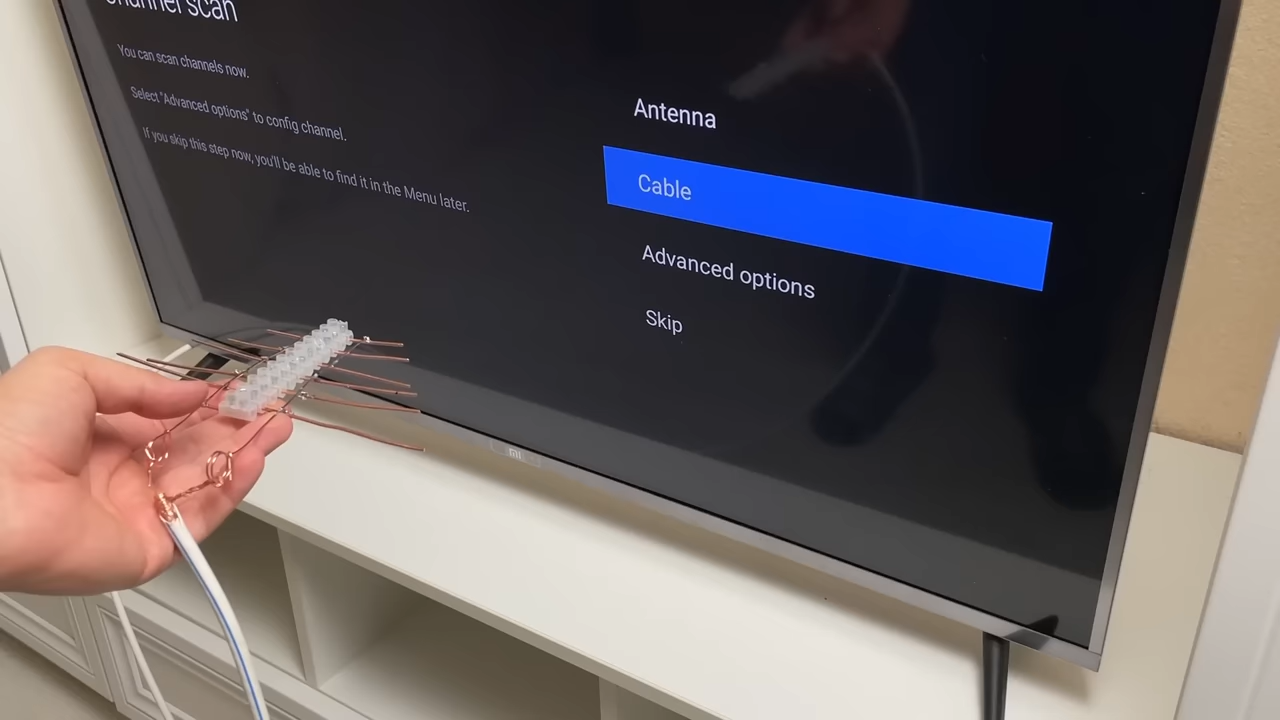 channel scan
You can scan channels now.
Select "Advanced options" to config channel.
If you skip this step now, you'll be able to find it in the Menu later.
Antenna
Cable
Advanced options
Skip
mi